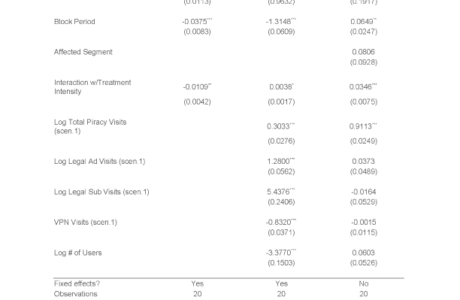 (0.0113) (0.0632) (0.1917)
Block Period -0.0375*** -1.3148*** 0.0649**
(0.0083) (0.0609) (0.0247)
Affected Segment 0.0806
(0.0928)
Interaction w/Treatment
Intensity -0.0109** 0.0038* 0.0346***
(0.0042) (0.0017) (0.0075)
Log Total Piracy Visits
(scen.1) 0.3033*** 0.9113***
(0.0276) (0.0249)
Log Legal Ad Visits (scen.1) 1.2800*** 0.0373
(0.0562) (0.0489)
Log Legal Sub Visits (scen.1) 5.4376*** -0.0164
(0.2406) (0.0529)
VPN Visits (scen.1) -0.8320*** -0.0015
(0.0371) (0.0115)
Log # of Users -3.3770*** 0.0603
(0.1503) (0.0526)
Fixed effects? Yes Yes No
Observations 20 20 20